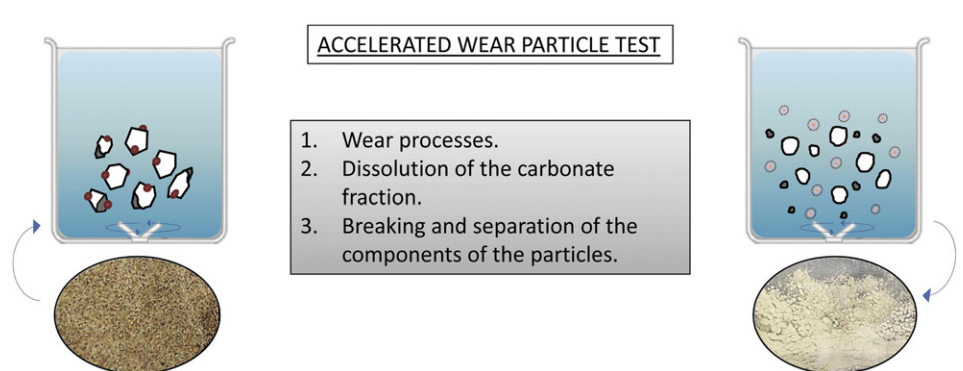 ACCELERATED WEAR PARTICLE TEST
1. Wear processes.
2. Dissolution of the carbonate
fraction.
3. Breaking and separation of the
components of the particles.